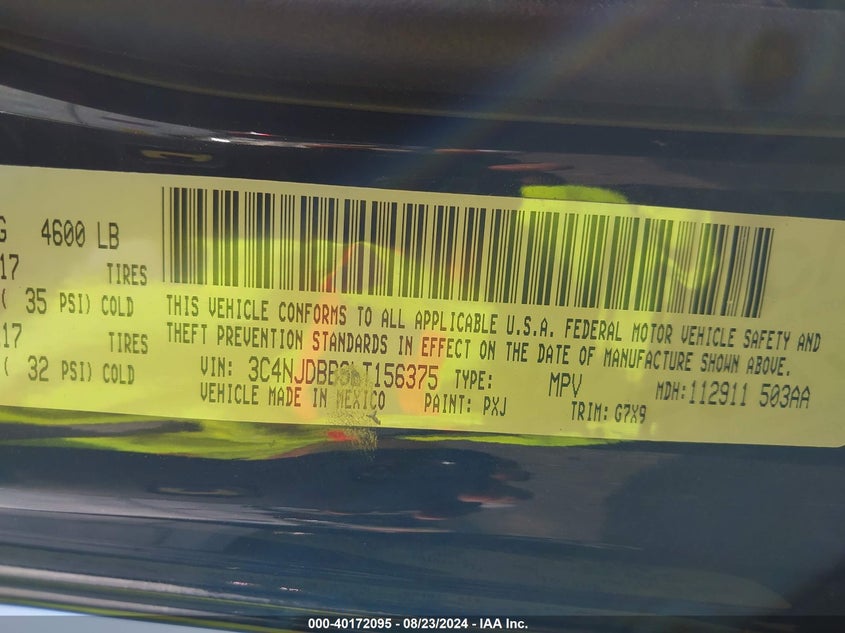 G 4600 LB
17 TIRES
( 35 PSI) COLD
17 TIRES
( 32 PSI) COLD
THIS VEHICLE CONFORMS TO ALL APPLICABLE U.S.A. FEDERAL MOTOR VEHICLE SAFETY AND
THEFT PREVENTION STANDARDS IN EFFECT ON THE DATE OF MANUFACTURE SHOWN ABOVE.
VIN: TYPE: MPV MDH:112911 503AA
VEHICLE MADE IN MEXICO PAINT: PXJ TRIM: G7X9
000-40172095 - 08/23/2024 - IAA Inc.